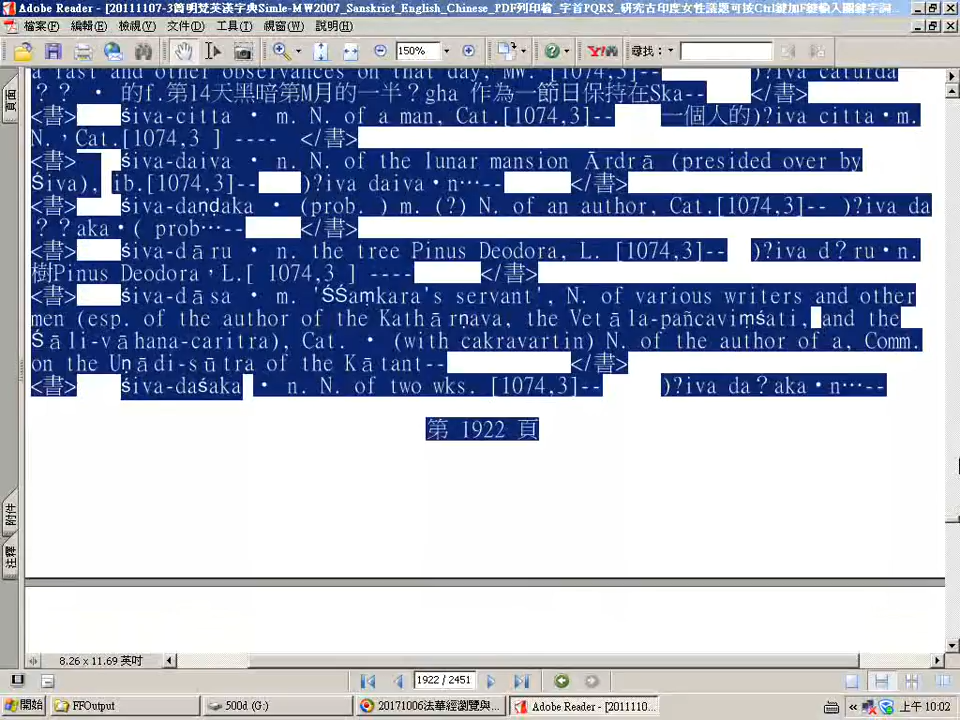 Adobe Reader - [20111107-3簡明梵英漢字典Simle-MW2007_Sanskrict_English_Chinese_PDF列印檔_字首PQRS_研究古印度女性議題可按Ctrl鍵加F鍵輸入關鍵字詞...
檔案(F) 編輯(E) 檢視(V) 文件(D) 工具(T) 視窗(W) 說明(H)
150% 尋找：
頁面
a fast and other observances on that day, MW. [1074,3]-- )?iva caturda
？？ · 的f.第14天黑暗第M月的一半？gha 作為一節日保持在Ska-- </書>
<書> śiva-citta · m. N. of a man, Cat.[1074,3]-- 一個人的)?iva citta·m.
N.，Cat.[1074,3 ] ---- </書>
<書> śiva-daiva · n. N. of the lunar mansion Ārdrā (presided over by
Śiva), ib.[1074,3]-- )?iva daiva·n…-- </書>
<書> śiva-daṇḍaka · (prob. ) m. (?) N. of an author, Cat.[1074,3]-- )?iva da
？？aka·( prob…-- </書>
<書> śiva-dāru · n. the tree Pinus Deodora, L. [1074,3]-- )?iva d？ru·n.
樹Pinus Deodora，L.[ 1074,3 ] ---- </書>
<書> śiva-dāsa · m. 'ŚŚaṃkara's servant', N. of various writers and other
men (esp. of the author of the Kathārṇava, the Vetāla-pañcaviṃśati, and the
Śāli-vāhana-caritra), Cat. · (with cakravartin) N. of the author of a, Comm.
on the Uṇādi-sūtra of the Kātant-- </書>
<書> śiva-daśaka · n. N. of two wks. [1074,3]-- )?iva da？aka·n…--
第 1922 頁
附件
注釋
8.26 x 11.69 英吋
1922 / 2451
開始 FFOutput 500d (G:) 20171006法華經瀏覽與... Adobe Reader - [2011110... 上午 10:02